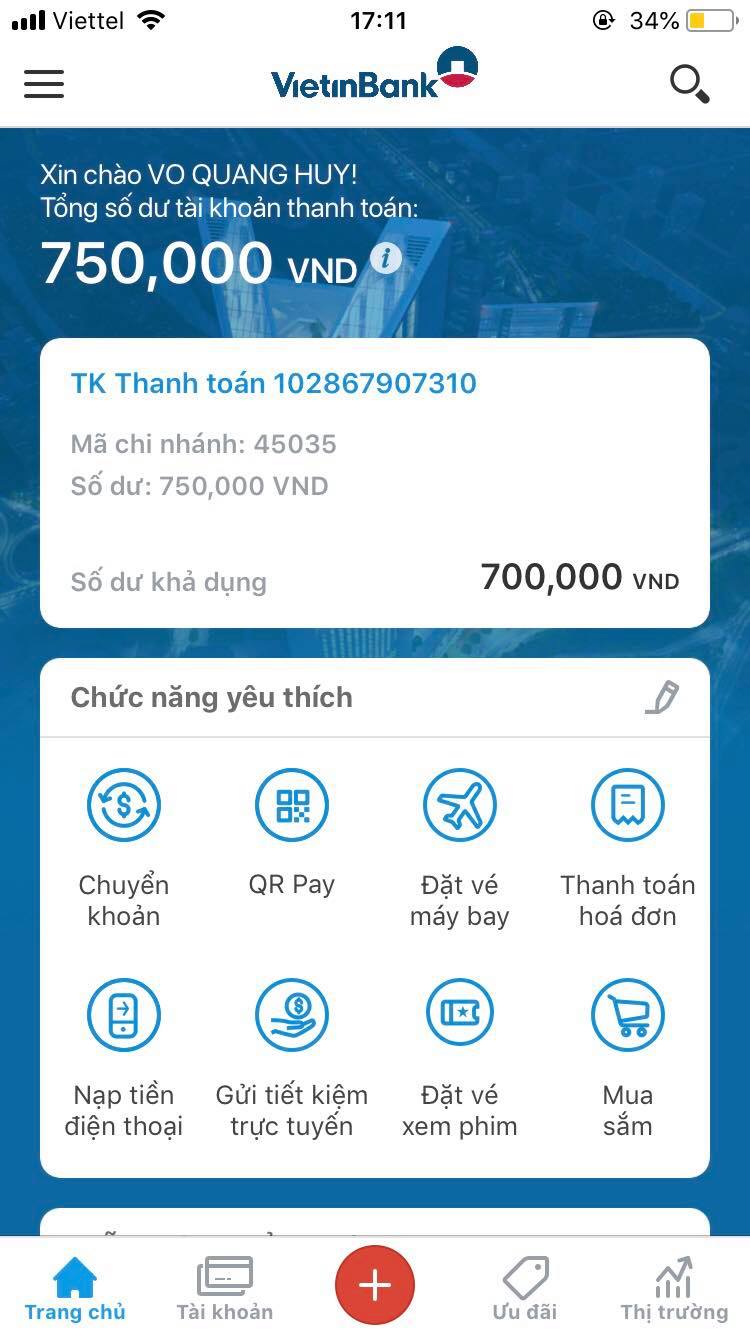 Viettel 17:11 34%
VietinBank
Xin chào VO QUANG HUY!
Tổng số dư tài khoản thanh toán:
750,000 VND i
TK Thanh toán 102867907310
Mã chi nhánh: 45035
Số dư: 750,000 VND
Số dư khả dụng 700,000 VND
Chức năng yêu thích
Chuyển khoản
QR Pay
Đặt vé máy bay
Thanh toán hoá đơn
Nạp tiền điện thoại
Gửi tiết kiệm trực tuyến
Đặt vé xem phim
Mua sắm
Trang chủ Tài khoản Ưu đãi Thị trường